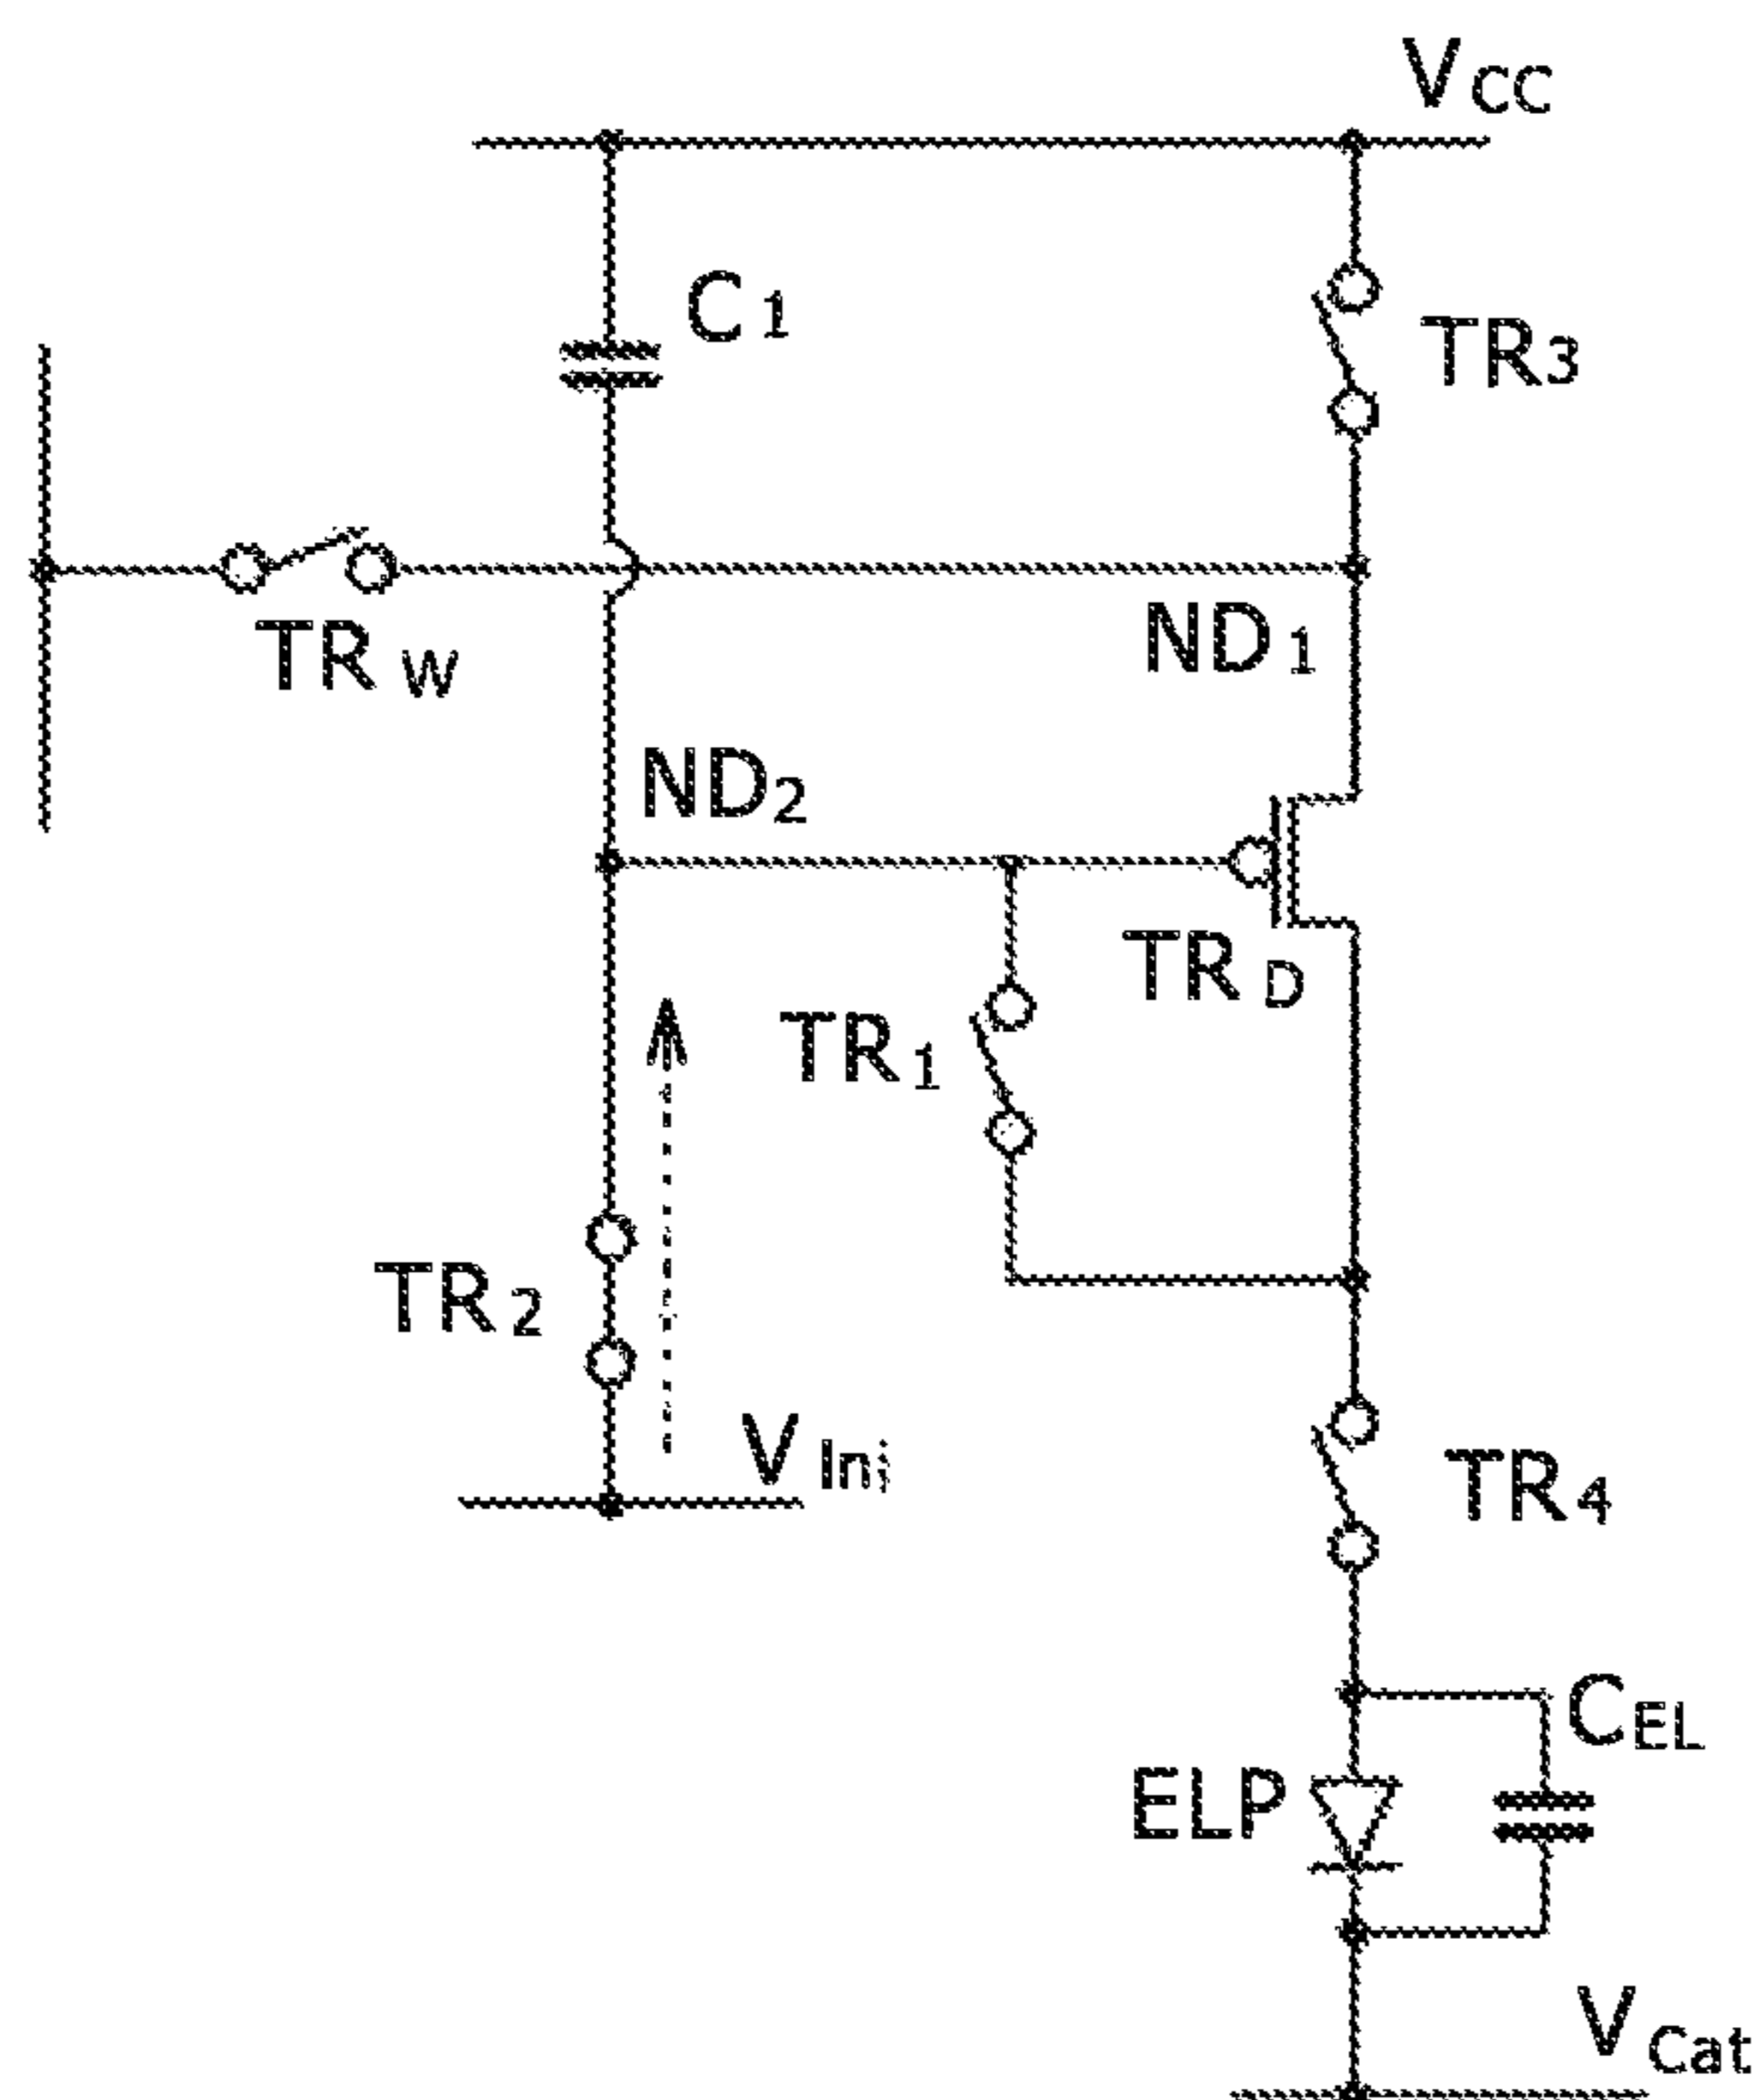 VCC
C1
TR3
TRW
ND1
ND2
TRD
TR1
TR2
VIni
TR4
CEL
ELP
VCat